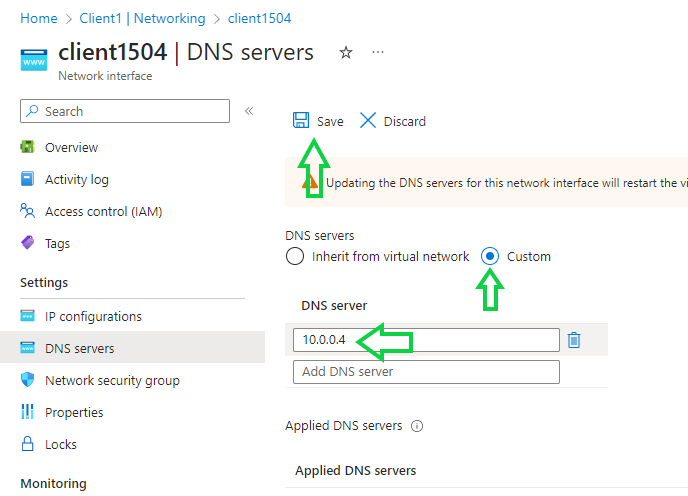 Home > Client1 | Networking > client1504
client1504 | DNS servers
Network interface
Search
Overview
Activity log
Access control (IAM)
Tags
Settings
IP configurations
DNS servers
Network security group
Properties
Locks
Monitoring
Save Discard
Updating the DNS servers for this network interface will restart the vi
DNS servers
Inherit from virtual network Custom
DNS server
10.0.0.4
Add DNS server
Applied DNS servers
Applied DNS servers